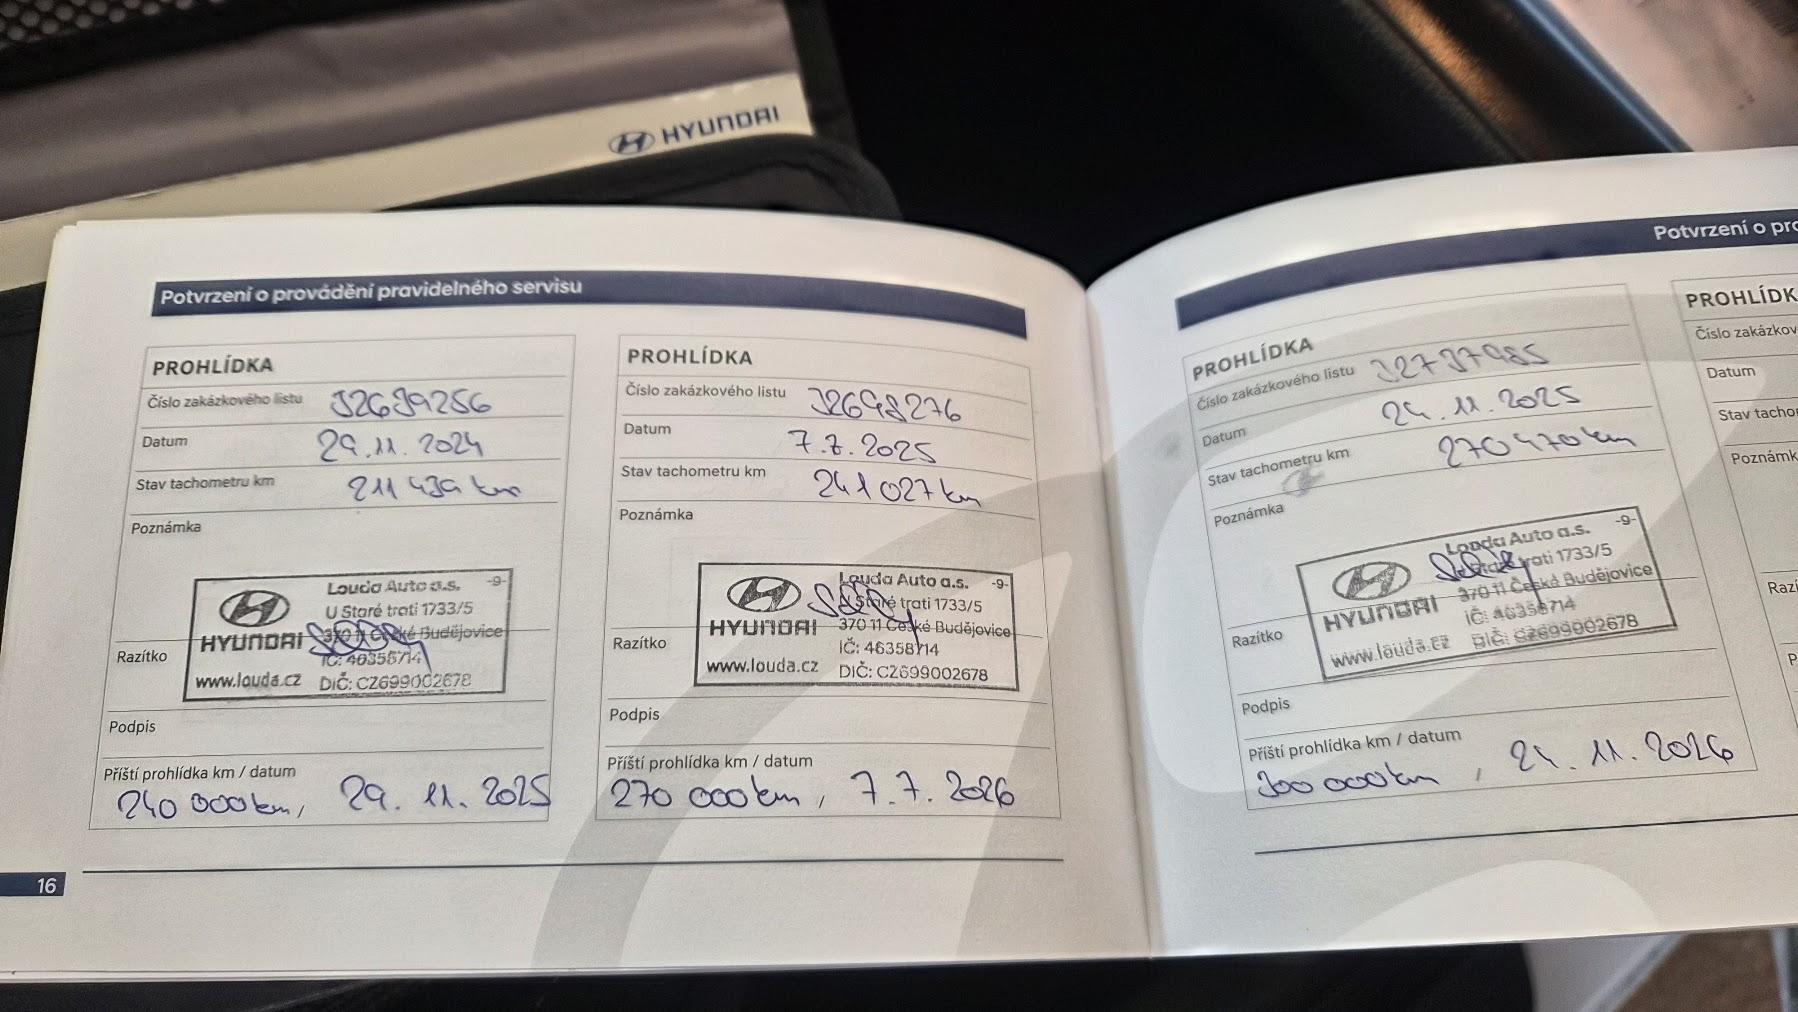 HYUNDAI
Potvrzení o provádění pravidelného servisu
PROHLÍDKA
Číslo zakázkového listu J2639256
Datum 29.11.2024
Stav tachometru km 211 439 km
Poznámka
Louda Auto a.s. -9-
U Staré trati 1733/5
HYUNDAI 370 11 České Budějovice
Razítko IČ: 46358714
www.louda.cz DIČ: CZ699002678
Podpis
Příští prohlídka km / datum
240 000 km, 29. 11. 2025
16
PROHLÍDKA
Číslo zakázkového listu J2698276
Datum 7.7.2025
Stav tachometru km 241 027 km
Poznámka
Louda Auto a.s. -9-
Staré trati 1733/5
HYUNDAI 370 11 České Budějovice
Razítko IČ: 46358714
www.louda.cz DIČ: CZ699002678
Podpis
Příští prohlídka km / datum
270 000 km, 7.7. 2026
Potvrzení o
PROHLÍDKA
Číslo zakázkového listu J2737985
Datum 24.11.2025
Stav tachometru km 270 470 km
Poznámka
Louda Auto a.s. -9-
trati 1733/5
HYUNDAI 370 11 České Budějovice
Razítko IČ: 46358714
www.louda.cz DIČ: CZ699002678
Podpis
Příští prohlídka km / datum
300 000 km, 24.11.2026
PROHLÍDK
Číslo zakázkov
Datum
Stav tacho
Poznámk
Razí
P